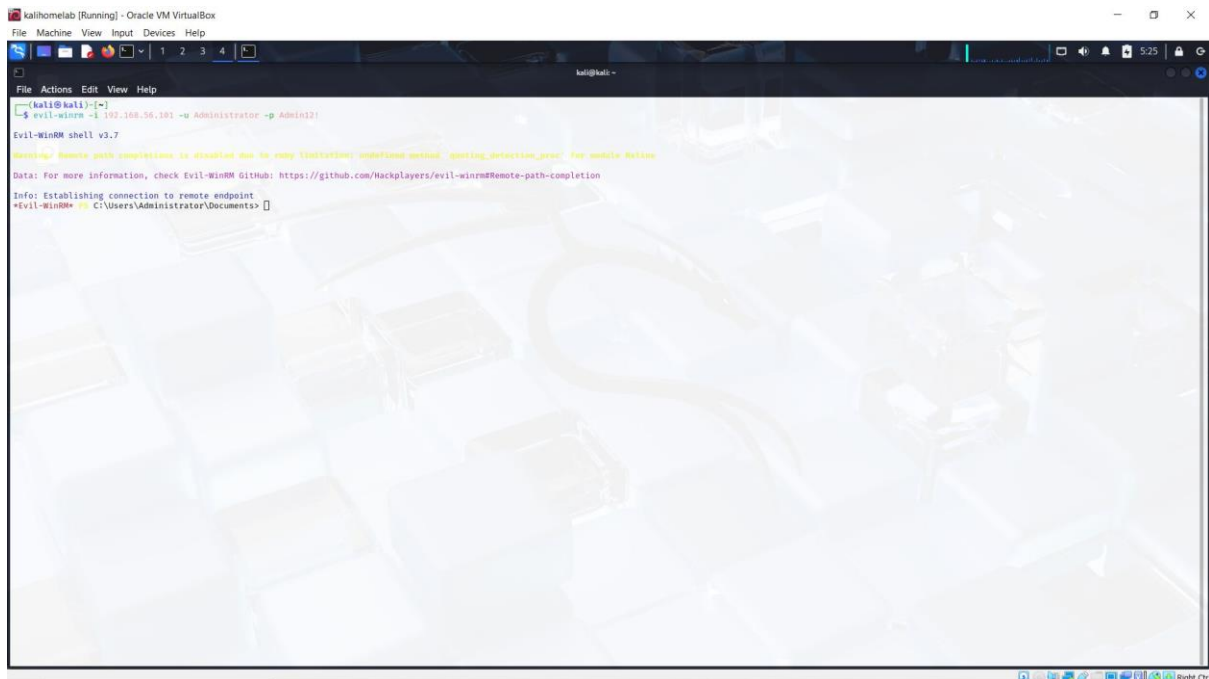 kalihomelab [Running] - Oracle VM VirtualBox
File Machine View Input Devices Help
1 2 3 4
5:25
kali@kali: ~
File Actions Edit View Help
(kali㉿kali)-[~]
$ evil-winrm -i 192.168.56.101 -u Administrator -p Admin12!
Evil-WinRM shell v3.7
Warning: Remote path completions is disabled due to ruby limitation: undefined method `quoting_detection_proc' for module Reline
Data: For more information, check Evil-WinRM GitHub: https://github.com/Hackplayers/evil-winrm#Remote-path-completion
Info: Establishing connection to remote endpoint
*Evil-WinRM* PS C:\Users\Administrator\Documents>
Right Ctrl